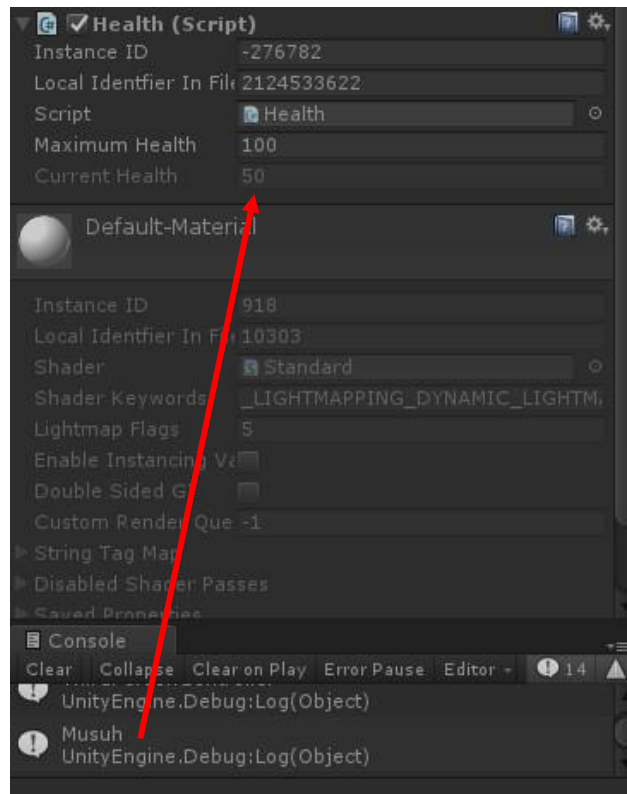 Health (Script)
Instance ID -276782
Local Identfier In File 2124533622
Script Health
Maximum Health 100
Current Health 50
Default-Material
Instance ID 918
Local Identfier In 10303
Shader Standard
Shader Keywords _LIGHTMAPPING_DYNAMIC_LIGHTM
Lightmap Flags 5
Enable Instancing Va
Double Sided G
Custom Render Que -1
String Tag Map
Disabled Shader Passes
Saved Properties
Console
Clear Collapse Clear on Play Error Pause Editor 14
UnityEngine.Debug:Log(Object)
Musuh
UnityEngine.Debug:Log(Object)